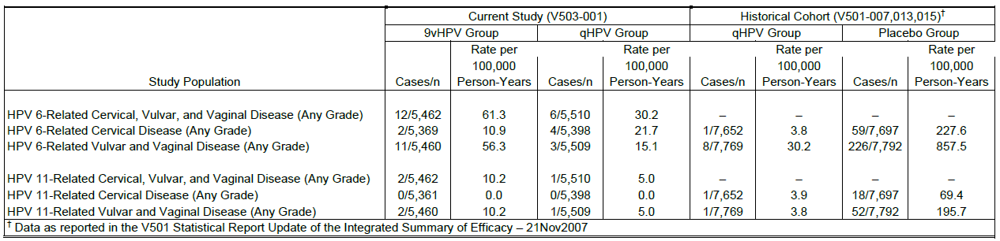 Current Study (V503-001) Historical Cohort (V501-007,013,015)†
9vHPV Group qHPV Group qHPV Group Placebo Group
Rate per Rate per Rate per Rate per
100,000 100,000 100,000 100,000
Study Population Cases/n Person-Years Cases/n Person-Years Cases/n Person-Years Cases/n Person-Years
HPV 6-Related Cervical, Vulvar, and Vaginal Disease (Any Grade) 12/5,462 61.3 6/5,510 30.2 – – – –
HPV 6-Related Cervical Disease (Any Grade) 2/5,369 10.9 4/5,398 21.7 1/7,652 3.8 59/7,697 227.6
HPV 6-Related Vulvar and Vaginal Disease (Any Grade) 11/5,460 56.3 3/5,509 15.1 8/7,769 30.2 226/7,792 857.5
HPV 11-Related Cervical, Vulvar, and Vaginal Disease (Any Grade) 2/5,462 10.2 1/5,510 5.0 – – – –
HPV 11-Related Cervical Disease (Any Grade) 0/5,361 0.0 0/5,398 0.0 1/7,652 3.9 18/7,697 69.4
HPV 11-Related Vulvar and Vaginal Disease (Any Grade) 2/5,460 10.2 1/5,509 5.0 1/7,769 3.8 52/7,792 195.7
† Data as reported in the V501 Statistical Report Update of the Integrated Summary of Efficacy – 21Nov2007